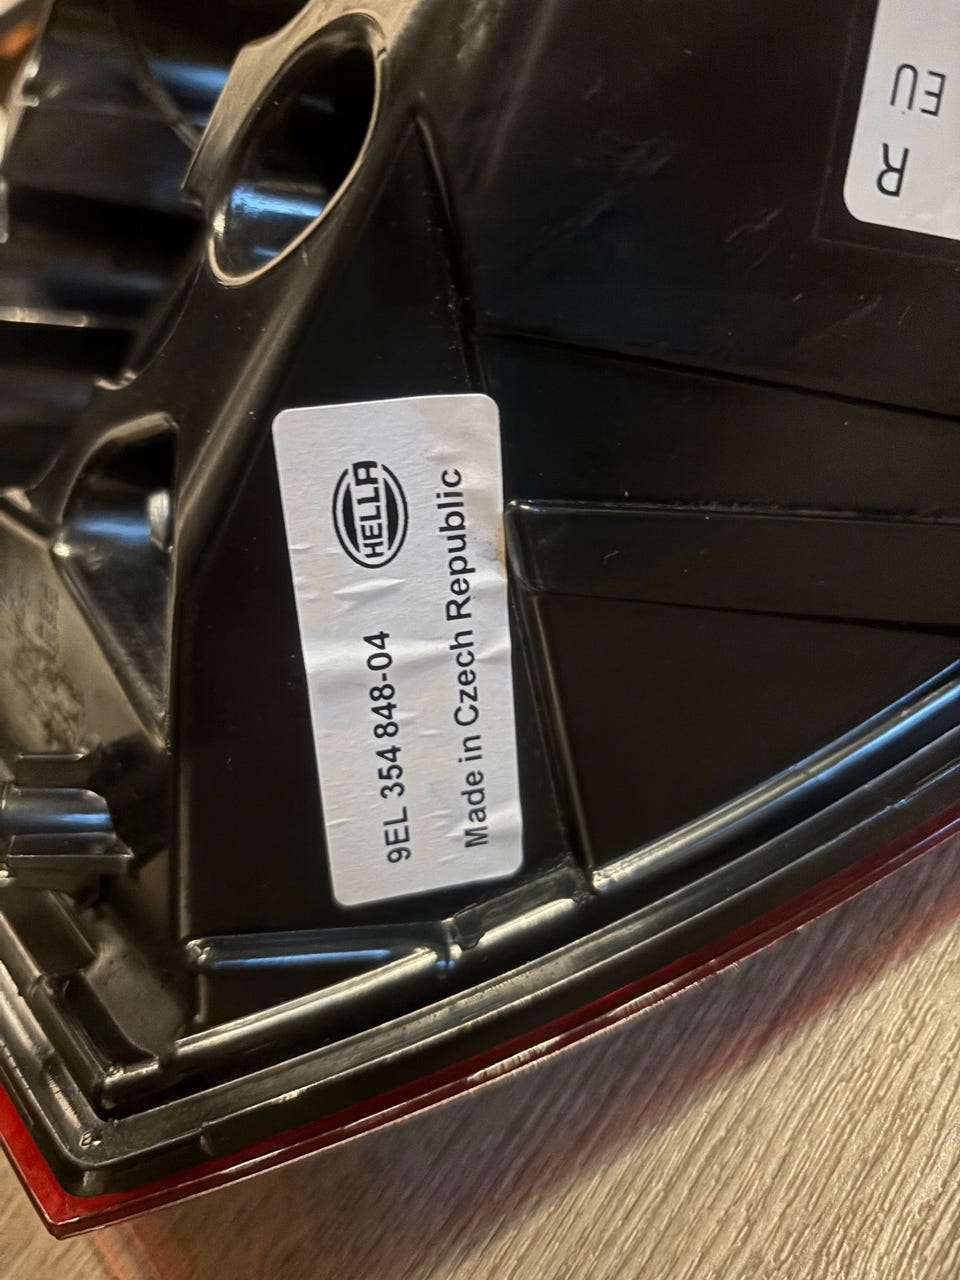 HELLA
9EL 354 848-04
Made in Czech Republic
R
EU